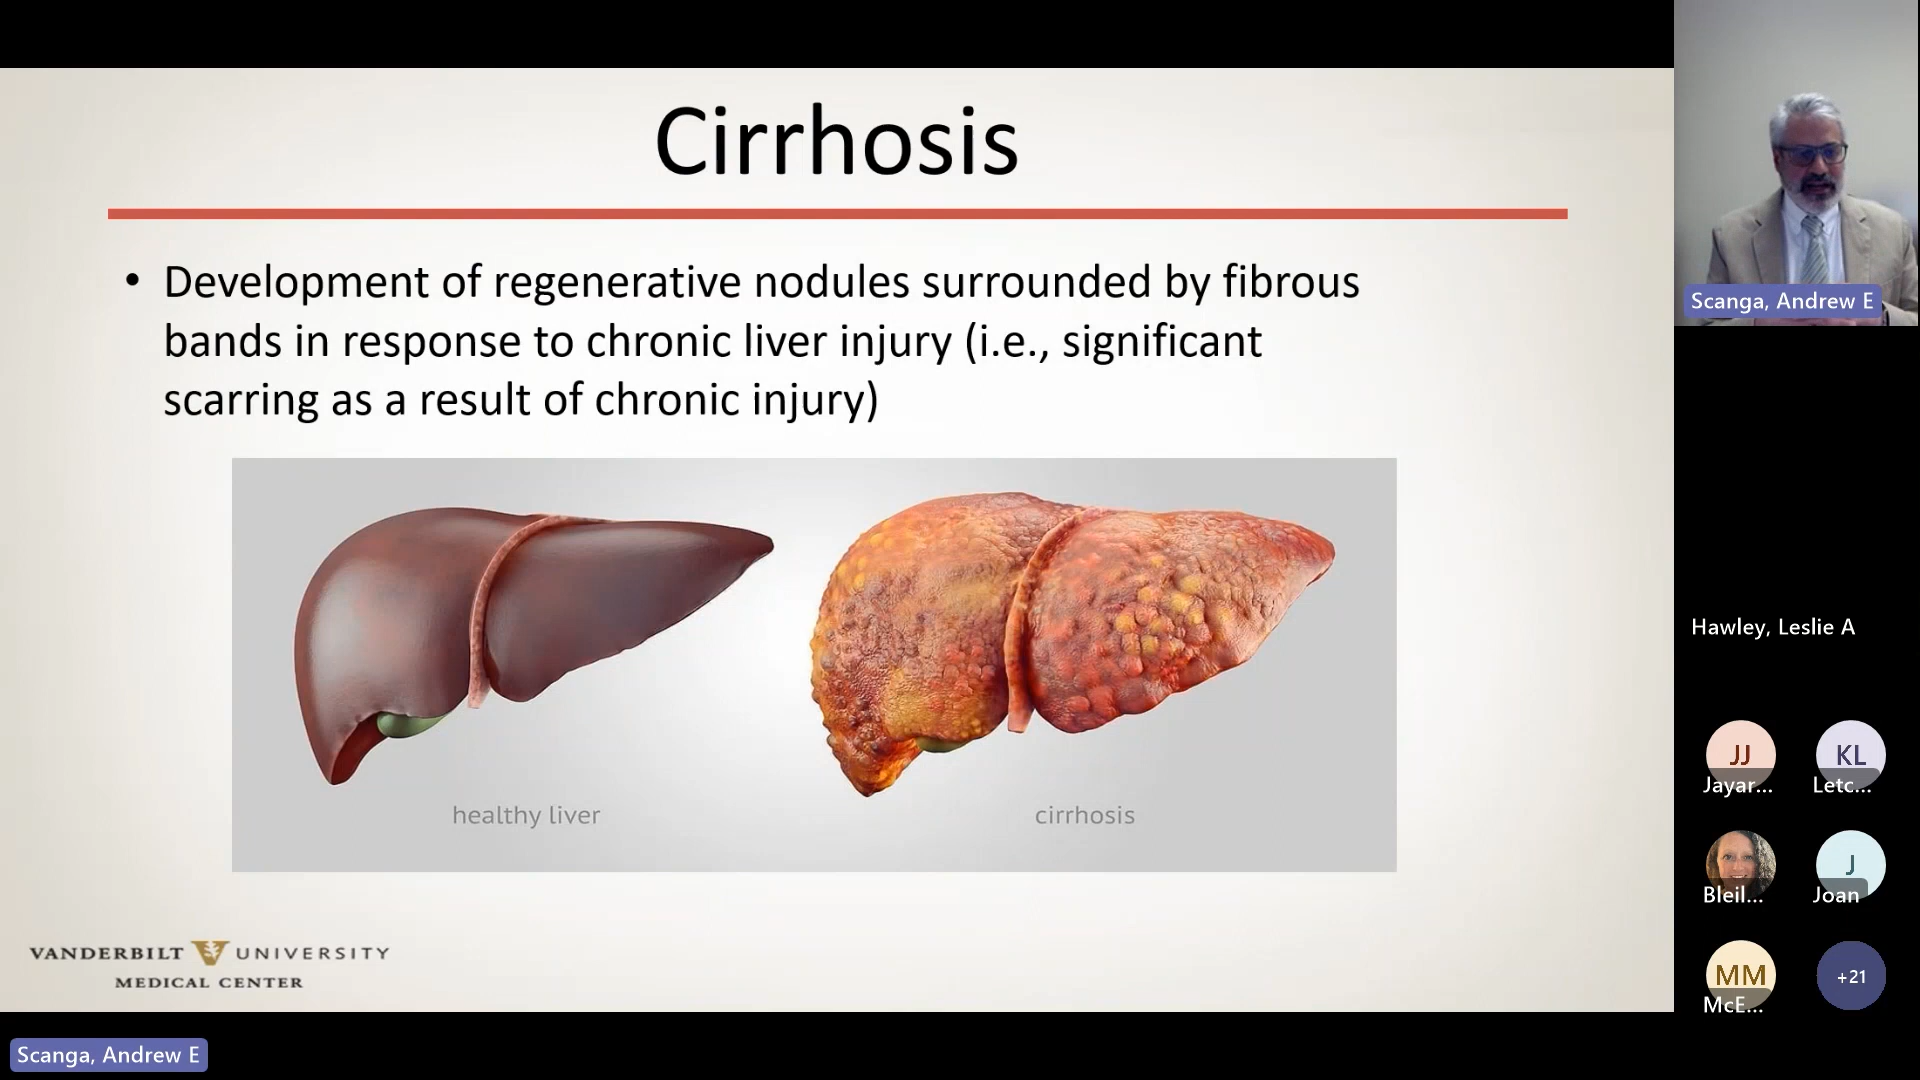 Cirrhosis
• Development of regenerative nodules surrounded by fibrous
bands in response to chronic liver injury (i.e., significant
scarring as a result of chronic injury)
healthy liver
cirrhosis
VANDERBILT UNIVERSITY
MEDICAL CENTER
Scanga, Andrew E
Scanga, Andrew E
Hawley, Leslie A
JJ
Jayar...
KL
Letc...
Bleil...
J
Joan
MM
McE...
+21